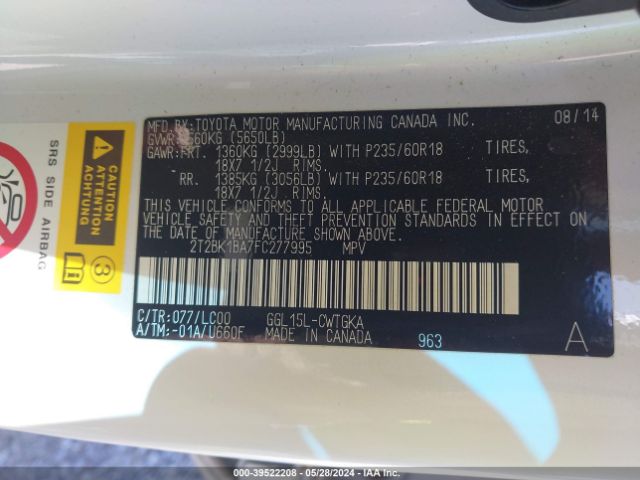 MFD.BY:TOYOTA MOTOR MANUFACTURING CANADA INC. 08/14
GVWR:2560KG (5650LB)
GAWR:FRT. 1360KG (2999LB) WITH P235/60R18 TIRES,
18X7 1/2J RIMS.
RR. 1385KG (3056LB) WITH P235/60R18 TIRES,
18X7 1/2J RIMS.
THIS VEHICLE CONFORMS TO ALL APPLICABLE FEDERAL MOTOR
VEHICLE SAFETY AND THEFT PREVENTION STANDARDS IN EFFECT ON
THE DATE OF MANUFACTURE SHOWN ABOVE.
2T2BK1BA7FC277995 MPV
C/TR:077/LC00 GGL15L-CWTGKA
A/TM:-01A/U660F MADE IN CANADA 963 A
SRS SIDE AIRBAG
CAUTION
ATTENTION
ACHTUNG
3
000-39522208 - 05/28/2024 - IAAI.COM